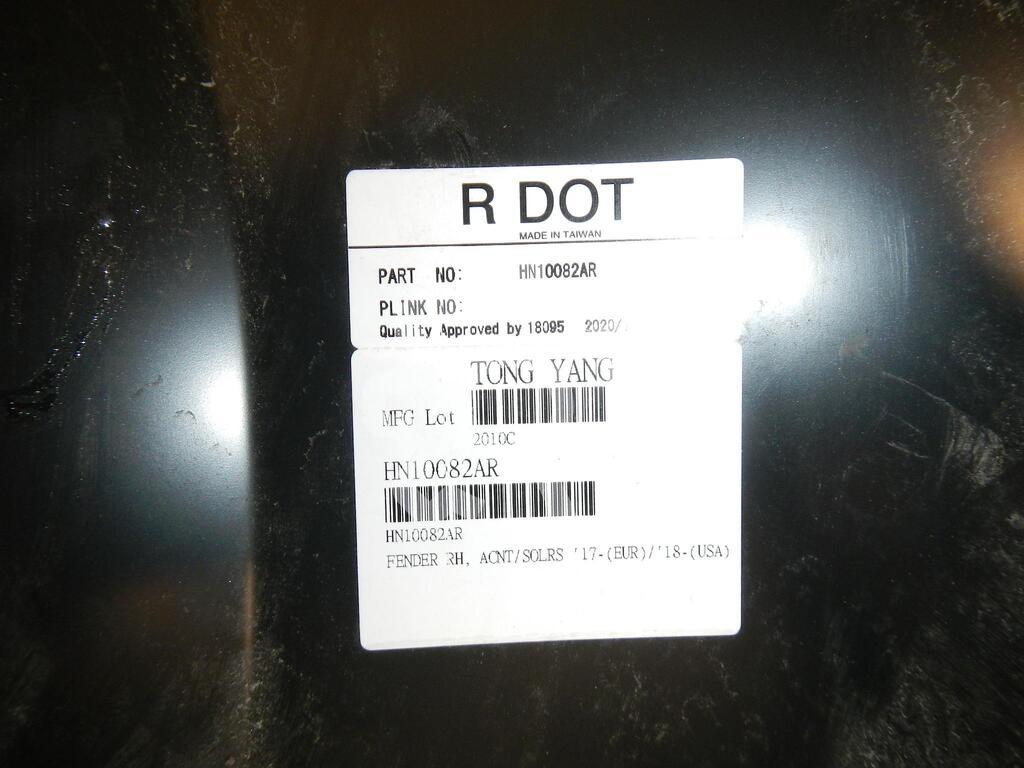 R DOT
MADE IN TAIWAN
PART NO: HN10082AR
PLINK NO:
Quality Approved by 18095 2020/
TONG YANG
MFG Lot
2010C
HN10082AR
HN10082AR
FENDER RH, ACNT/SOLRS '17-(EUR)/'18-(USA)